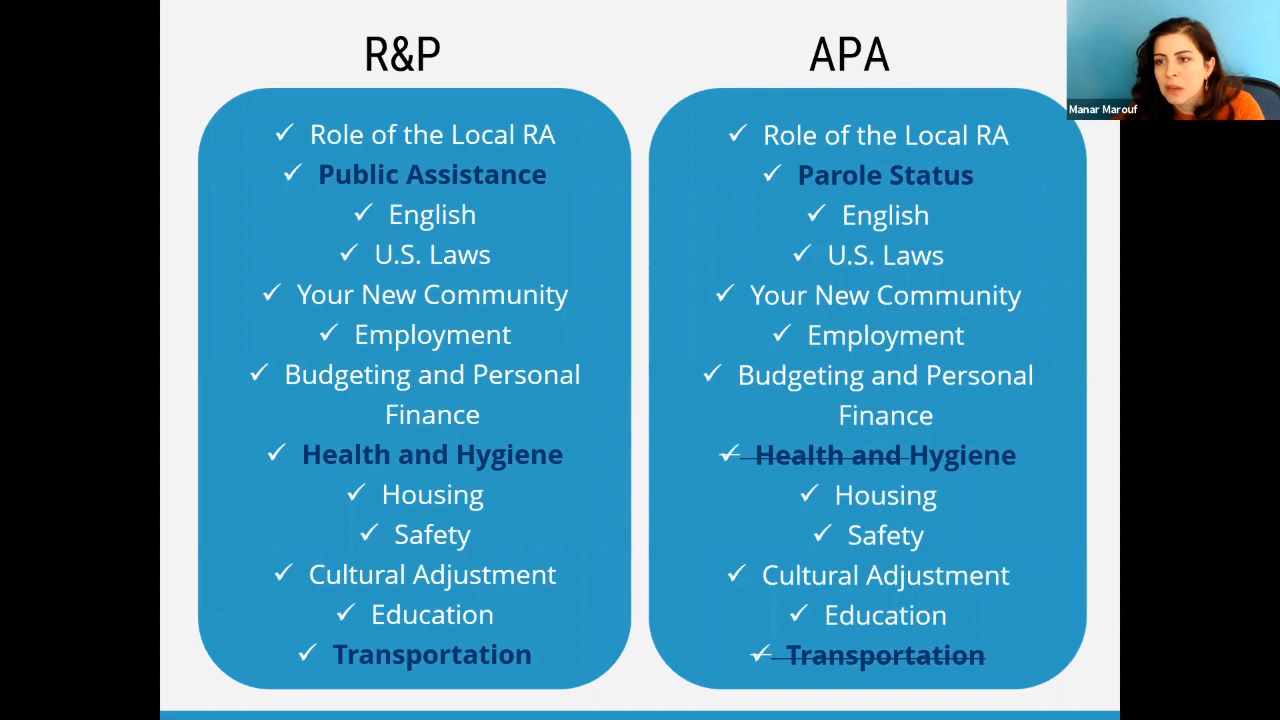 R&P
✓ Role of the Local RA
✓ Public Assistance
✓ English
✓ U.S. Laws
✓ Your New Community
✓ Employment
✓ Budgeting and Personal
Finance
✓ Health and Hygiene
✓ Housing
✓ Safety
✓ Cultural Adjustment
✓ Education
✓ Transportation
APA
✓ Role of the Local RA
✓ Parole Status
✓ English
✓ U.S. Laws
✓ Your New Community
✓ Employment
✓ Budgeting and Personal
Finance
✓ Health and Hygiene
✓ Housing
✓ Safety
✓ Cultural Adjustment
✓ Education
✓ Transportation
Manar Marouf